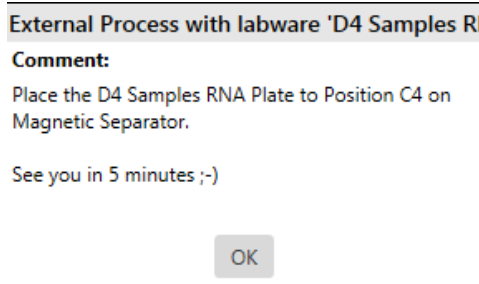 External Process with labware 'D4 Samples
Comment:
Place the D4 Samples RNA Plate to Position C4 on
Magnetic Separator.
See you in 5 minutes ;-)
OK